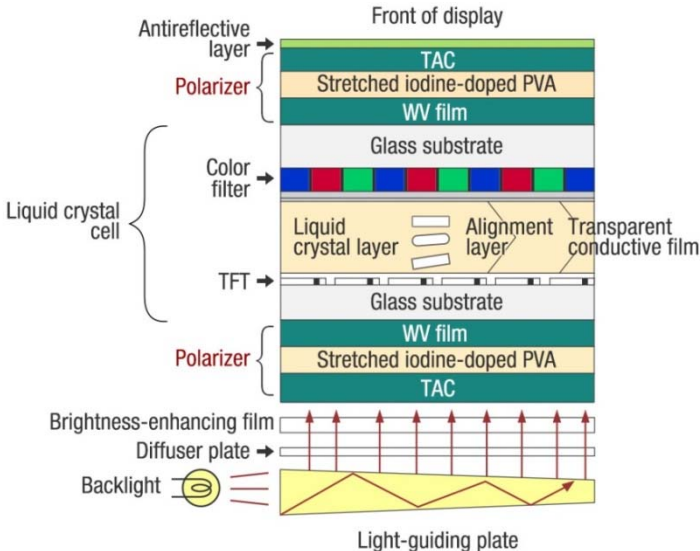 Front of display
Antireflective
layer
TAC
Polarizer
Stretched iodine-doped PVA
WV film
Glass substrate
Color
filter
Liquid crystal
cell
Liquid
crystal layer
Alignment
layer
Transparent
conductive film
TFT
Glass substrate
WV film
Polarizer
Stretched iodine-doped PVA
TAC
Brightness-enhancing film
Diffuser plate
Backlight
Light-guiding plate